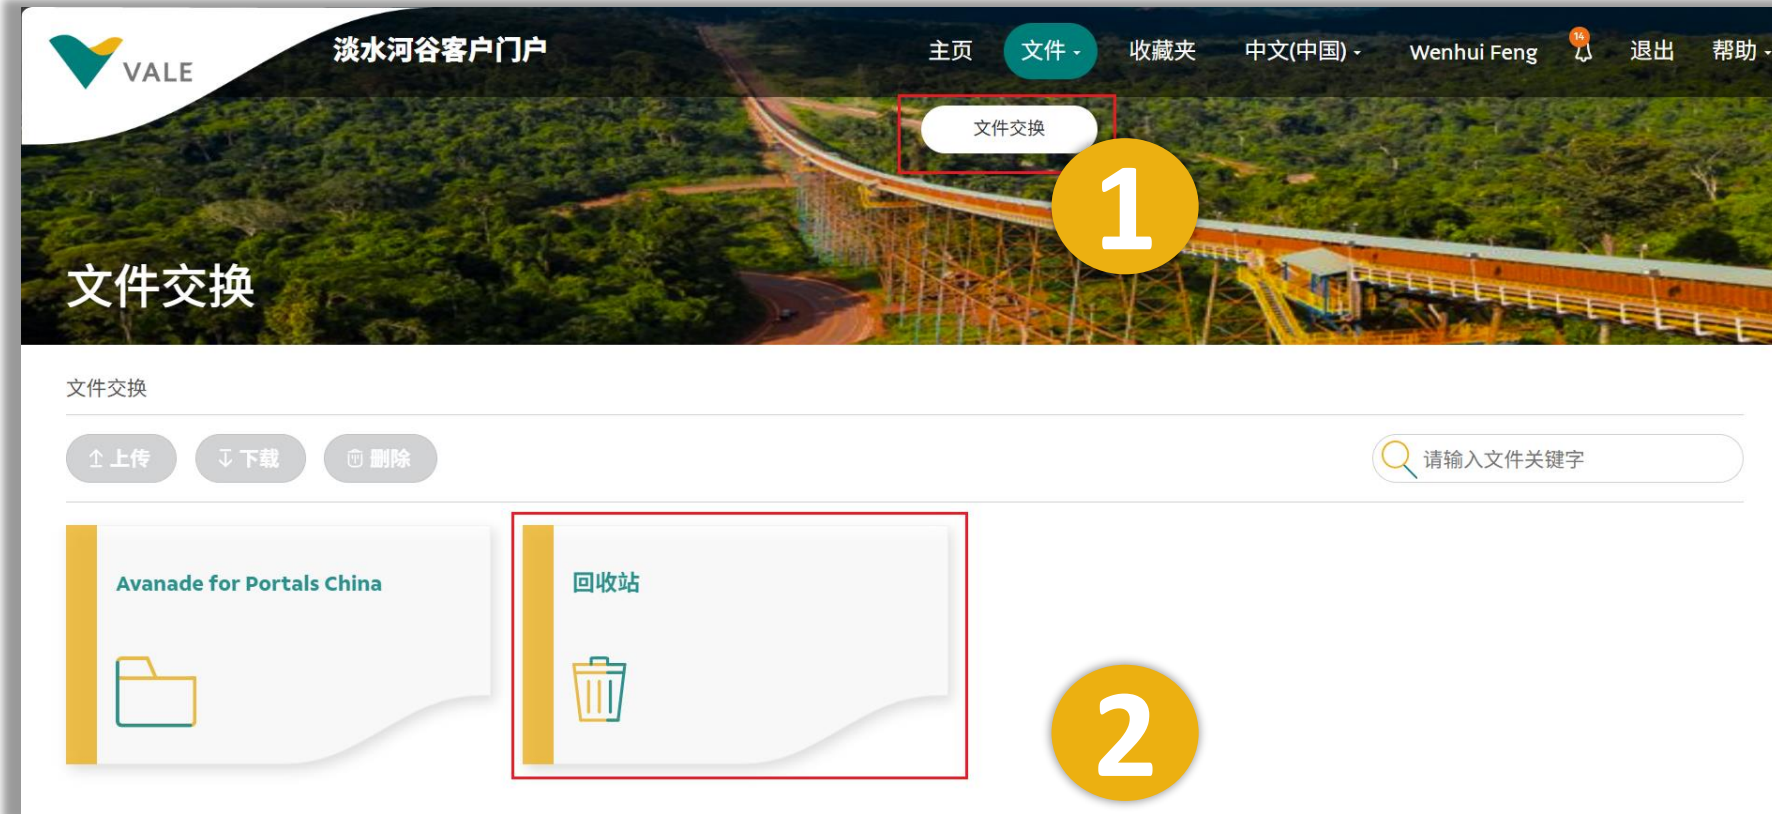 VALE
淡水河谷客户门户
主页 文件 收藏夹 中文(中国) Wenhui Feng 14 退出 帮助
文件交换
1
文件交换
文件交换
上传 下载 删除 请输入文件关键字
Avanade for Portals China 回收站
2